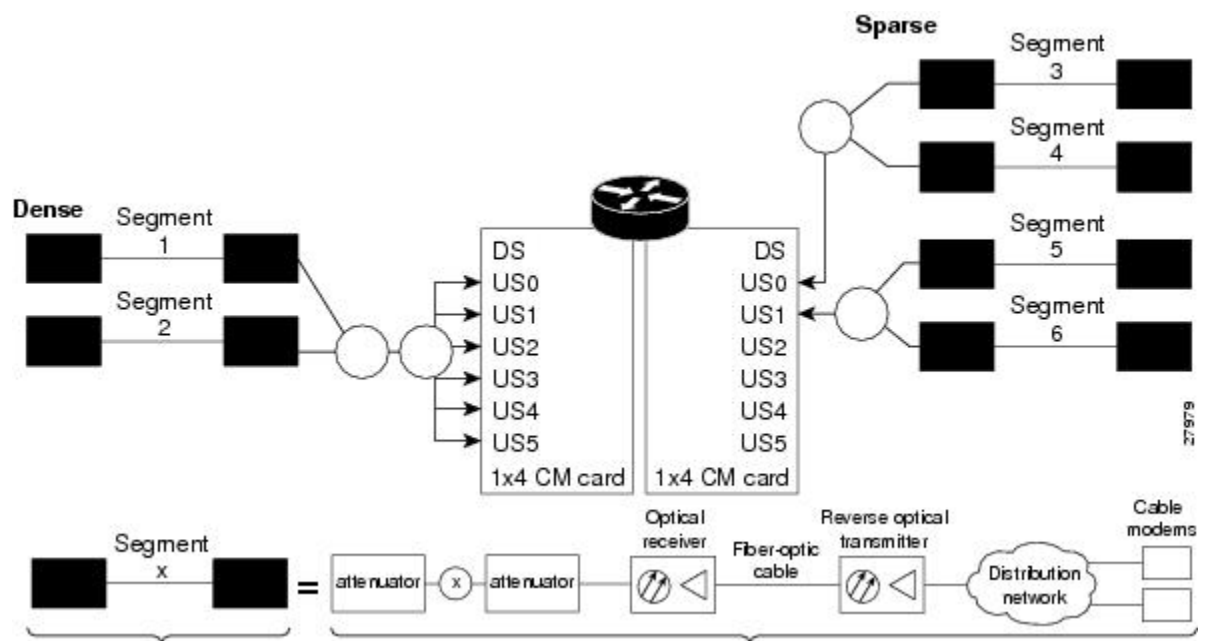 Sparse
Segment
3
Segment
4
Dense
Segment
1
Segment
2
Segment
5
Segment
6
DS
US0
US1
US2
US3
US4
US5
1x4 CM card
DS
US0
US1
US2
US3
US4
US5
1x4 CM card
27979
Segment
x
=
attenuator
x
attenuator
Optical
receiver
Fiber-optic
cable
Reverse optical
transmitter
Distribution
network
Cable
modems